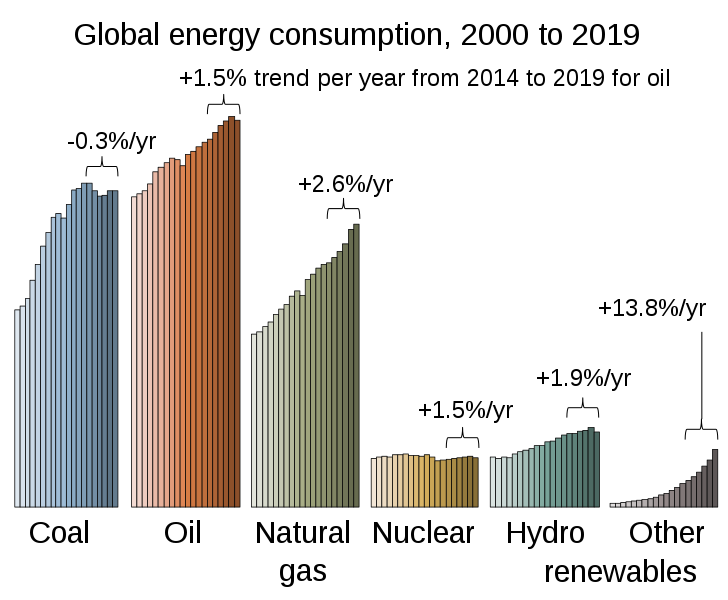 Global energy consumption, 2000 to 2019
+1.5% trend per year from 2014 to 2019 for oil
-0.3%/yr
+2.6%/yr
+13.8%/yr
+1.9%/yr
+1.5%/yr
Coal
Oil
Natural
gas
Nuclear
Hydro
Other
renewables